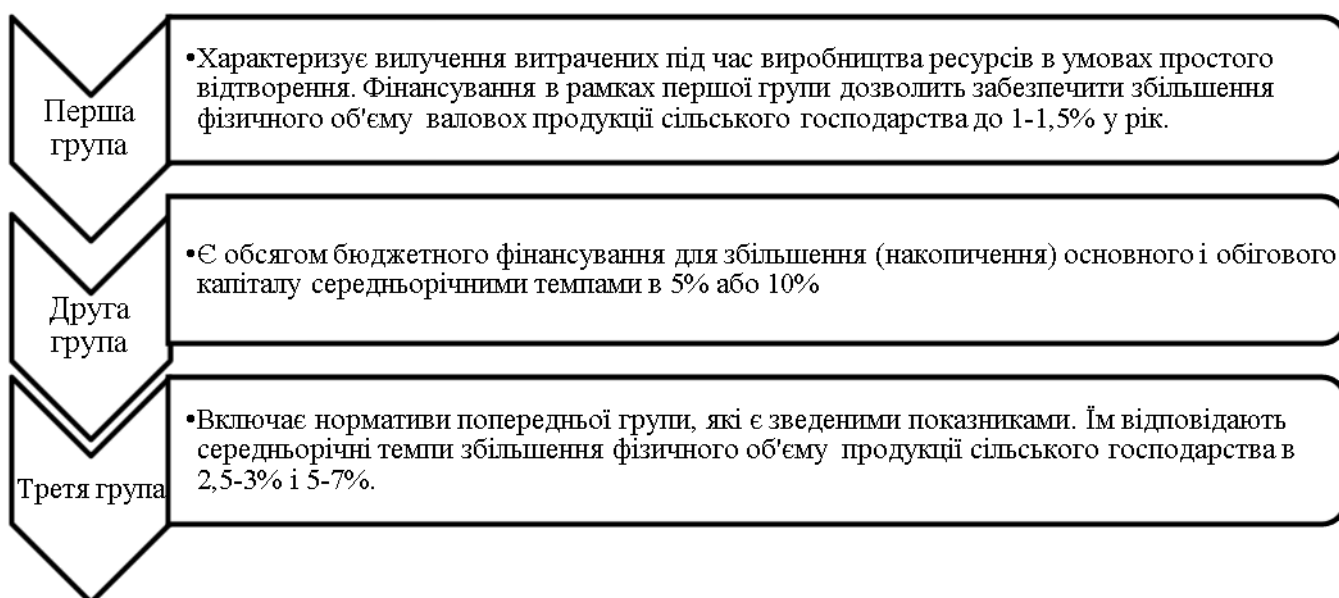 Перша
група
•Характеризує вилучення витрачених під час виробництва ресурсів в умовах простого
відтворення. Фінансування в рамках першої групи дозволить забезпечити збільшення
фізичного об'єму валовох продукції сільського господарства до 1-1,5% у рік.
Друга
група
•Є обсягом бюджетного фінансування для збільшення (накопичення) основного і обігового
капіталу середньорічними темпами в 5% або 10%
Третя група
•Включає нормативи попередньої групи, які є зведеними показниками. Їм відповідають
середньорічні темпи збільшення фізичного об'єму продукції сільського господарства в
2,5-3% і 5-7%.